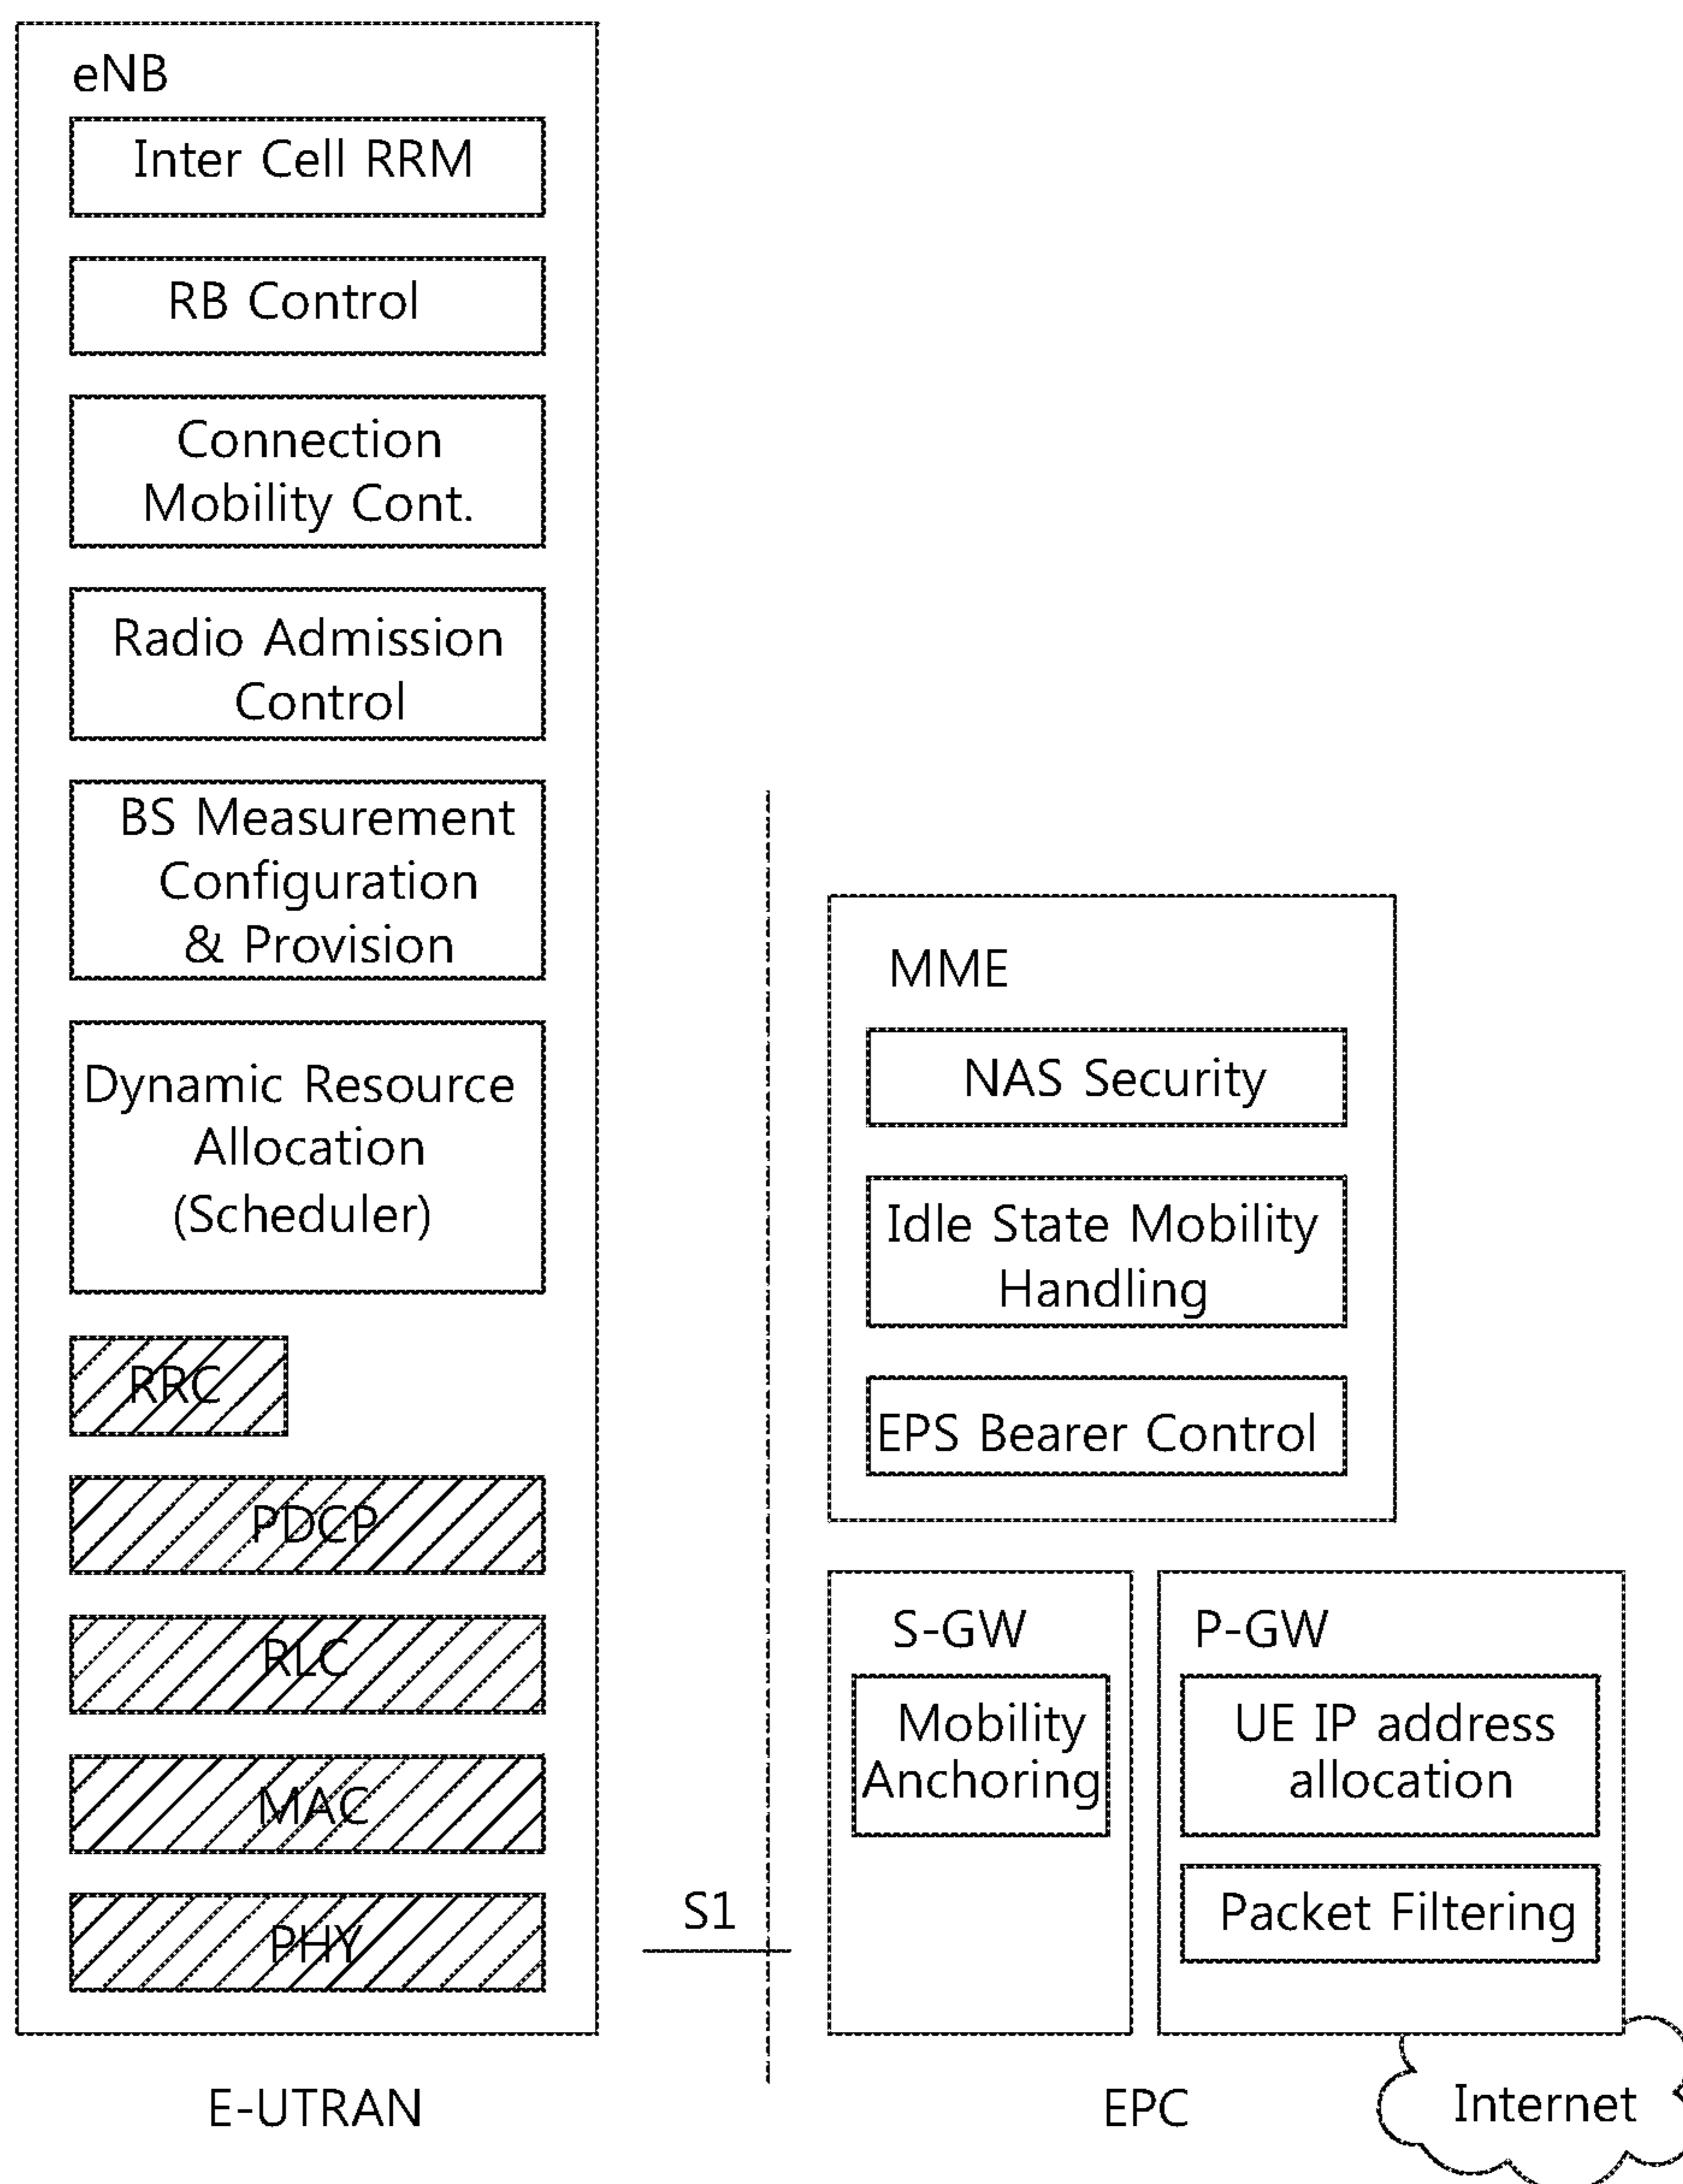 eNB
Inter Cell RRM
RB Control
Connection
Mobility Cont.
Radio Admission
Control
BS Measurement
Configuration
& Provision
Dynamic Resource
Allocation
(Scheduler)
RRC
PDCP
RLC
MAC
PHY
S1
MME
NAS Security
Idle State Mobility
Handling
EPS Bearer Control
S-GW
Mobility
Anchoring
P-GW
UE IP address
allocation
Packet Filtering
E-UTRAN
EPC
Internet